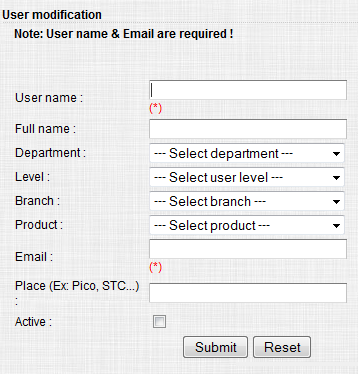 User modification
Note: User name & Email are required !
User name :
(*)
Full name :
Department : --- Select department ---
Level : --- Select user level ---
Branch : --- Select branch ---
Product : --- Select product ---
Email :
(*)
Place (Ex: Pico, STC...)
:
Active :
Submit Reset